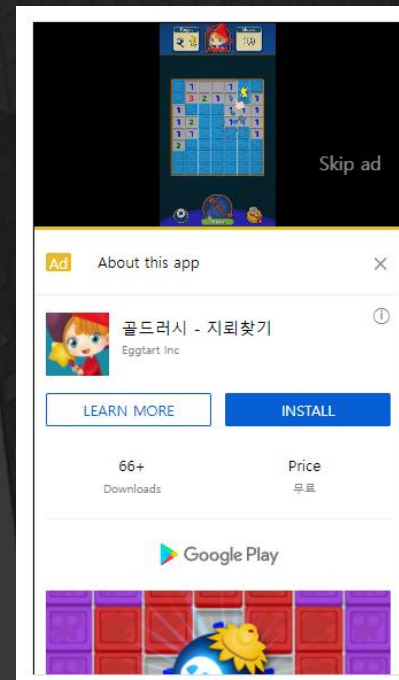 Skip ad
Ad About this app
골드러시 - 지뢰찾기
Eggtart Inc
LEARN MORE INSTALL
66+ Price
Downloads 무료
Google Play